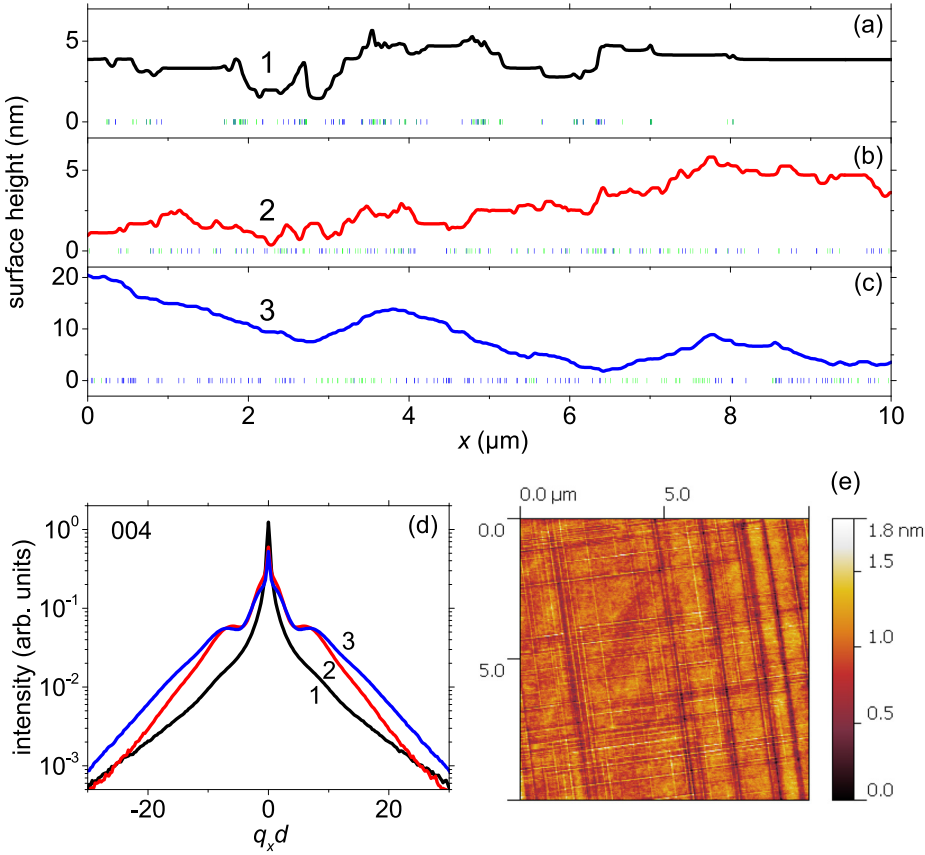 (a)
5
1
0
surface height (nm)
(b)
5
2
0
(c)
20
3
10
0
0 2 4 6 8 10
x (μm)
(d)
004
10⁰
10⁻¹
10⁻²
10⁻³
intensity (arb. units)
3
2
1
-20 0 20
qₓd
(e)
0.0 μm 5.0
0.0
5.0
1.8 nm
1.5
1.0
0.5
0.0